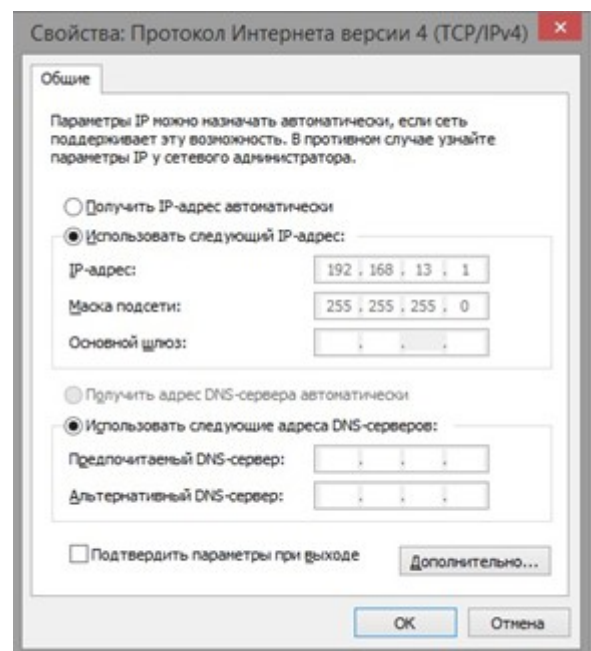 Свойства: Протокол Интернета версии 4 (TCP/IPv4)
Общие
Параметры IP можно назначать автоматически, если сеть
поддерживает эту возможность. В противном случае узнайте
параметры IP у сетевого администратора.
Получить IP-адрес автоматически
Использовать следующий IP-адрес:
IP-адрес: 192 . 168 . 13 . 1
Маска подсети: 255 . 255 . 255 . 0
Основной шлюз: . . .
Получить адрес DNS-сервера автоматически
Использовать следующие адреса DNS-серверов:
Предпочитаемый DNS-сервер: . . .
Альтернативный DNS-сервер: . . .
Подтвердить параметры при выходе
Дополнительно...
ОК Отмена